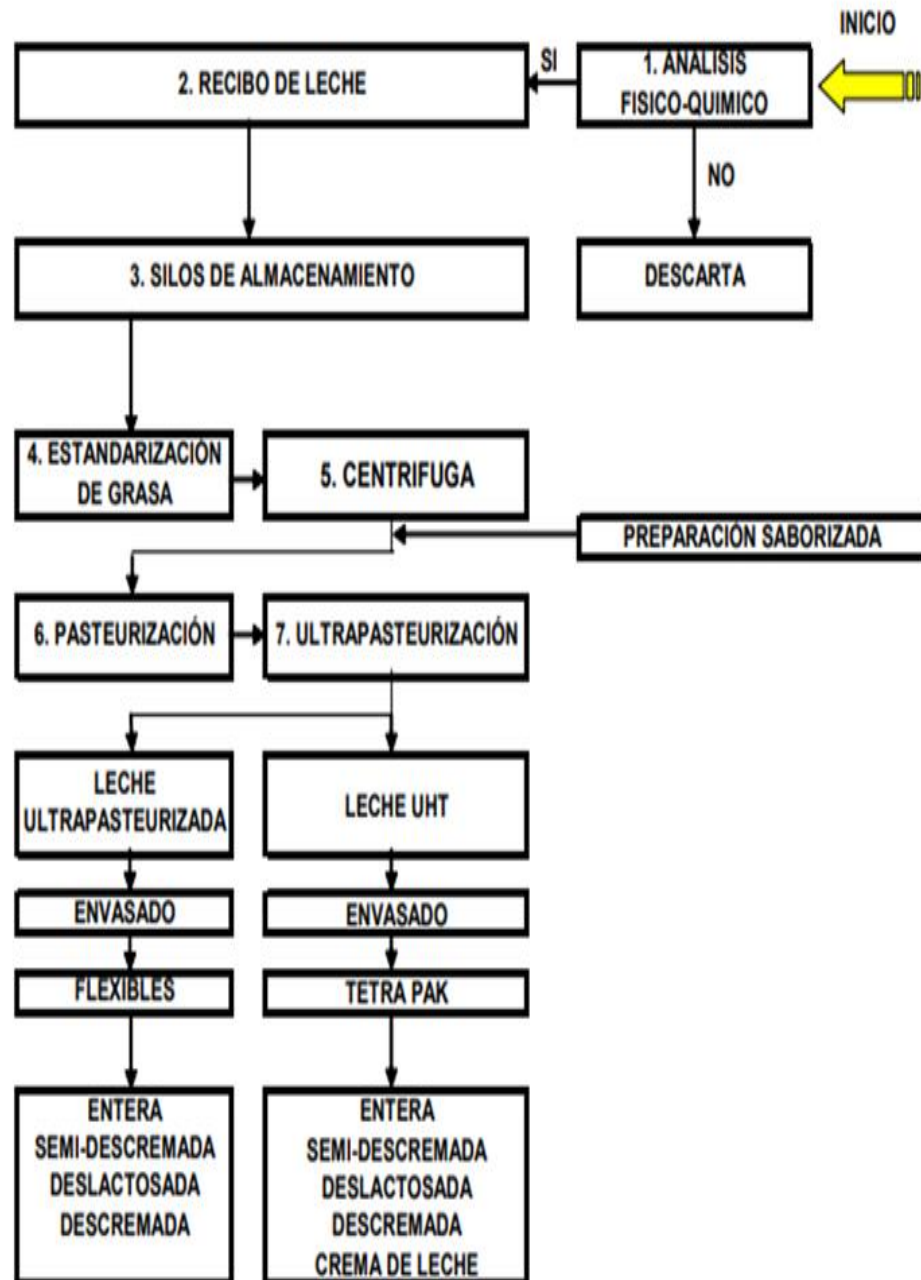 INICIO
1. ANALISIS
FISICO-QUIMICO
SI
2. RECIBO DE LECHE
NO
DESCARTA
3. SILOS DE ALMACENAMIENTO
4. ESTANDARIZACIÓN
DE GRASA
5. CENTRIFUGA
PREPARACIÓN SABORIZADA
6. PASTEURIZACIÓN
7. ULTRAPASTEURIZACIÓN
LECHE
ULTRAPASTEURIZADA
LECHE UHT
ENVASADO
ENVASADO
FLEXIBLES
TETRA PAK
ENTERA
SEMI-DESCREMADA
DESLACTOSADA
DESCREMADA
ENTERA
SEMI-DESCREMADA
DESLACTOSADA
DESCREMADA
CREMA DE LECHE